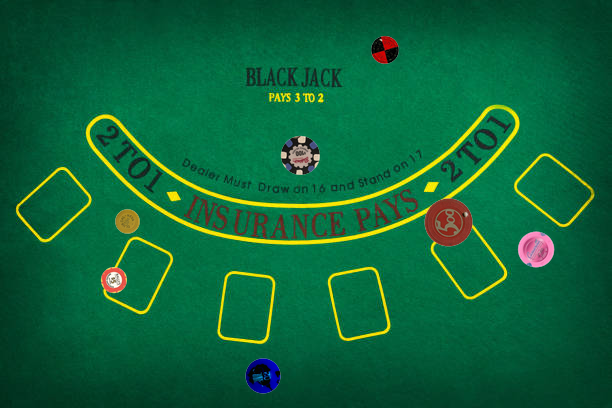 BLACK JACK
PAYS 3 TO 2
Dealer Must Draw on 16 and Stand on 17
2 TO 1 INSURANCE PAYS 2 TO 1
50